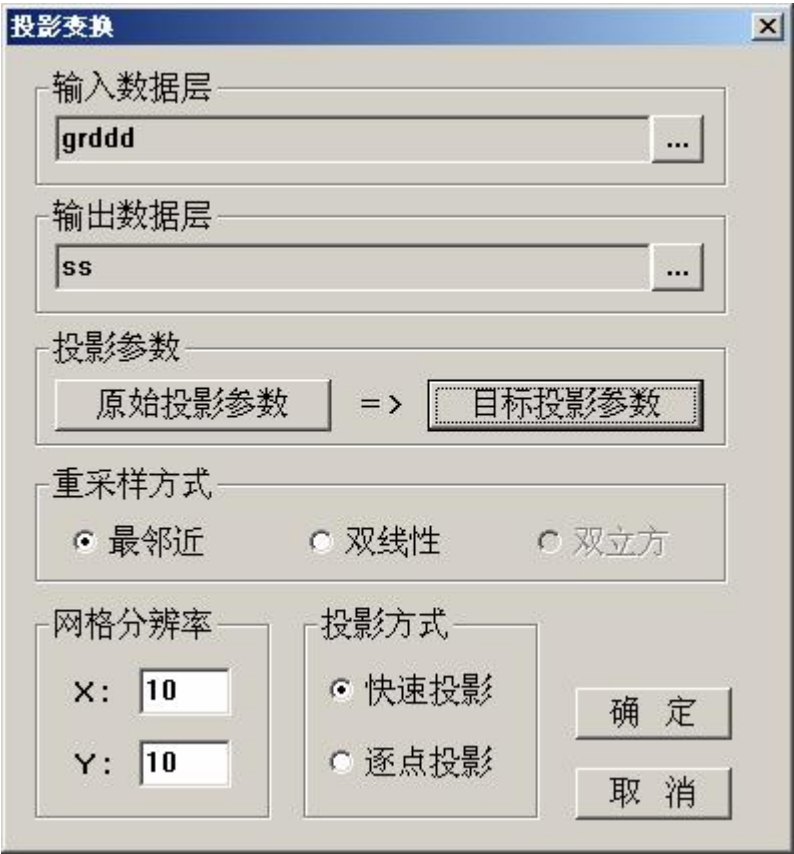 投影变换
输入数据层
grddd ...
输出数据层
ss ...
投影参数
原始投影参数 => 目标投影参数
重采样方式
最邻近 双线性 双立方
网格分辨率 投影方式
X: 10 快速投影
Y: 10 逐点投影
确 定
取 消